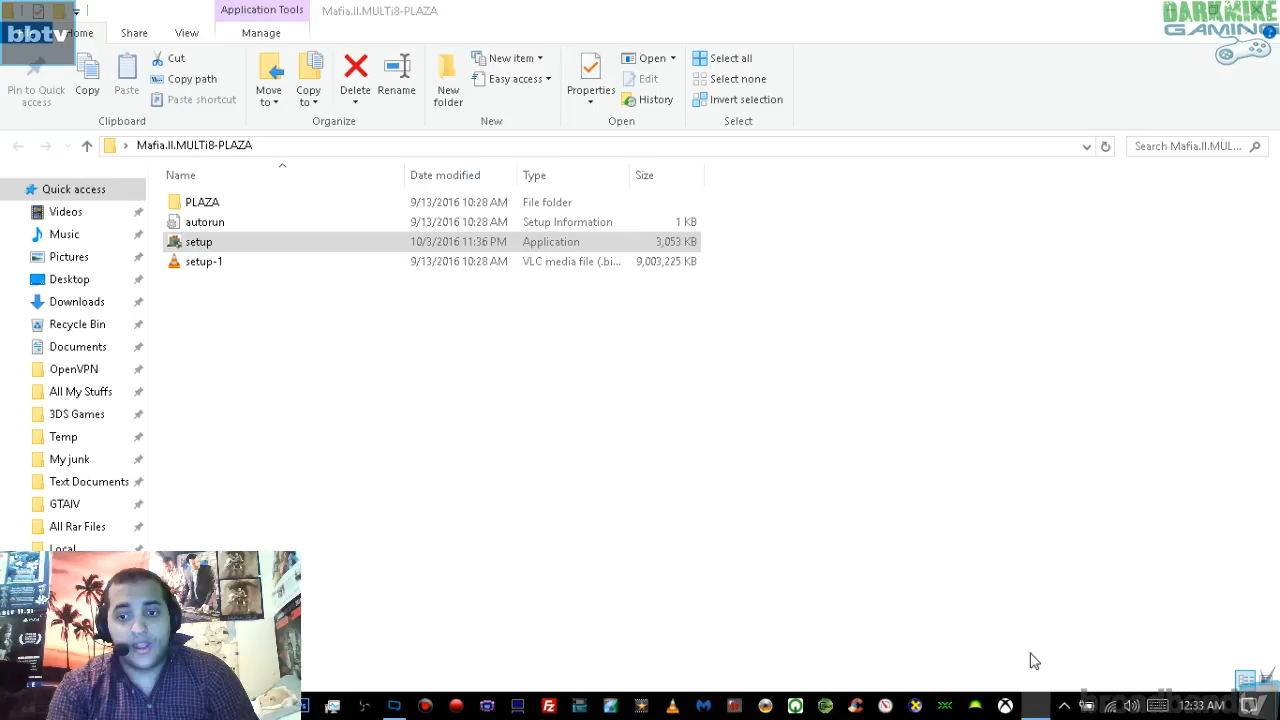 Application Tools
Mafia.II.MULTi8-PLAZA
DARKMIKE
GAMING
bbtv
Home
Share
View
Manage
Pin to Quick
access
Copy
Paste
Cut
Copy path
Paste shortcut
Clipboard
Move
to
Copy
to
Delete
Rename
Organize
New
folder
New item
Easy access
New
Properties
Open
Edit
History
Open
Select all
Select none
Invert selection
Select
Mafia.II.MULTi8-PLAZA
Search Mafia.II.MUL...
Name
Date modified
Type
Size
PLAZA
9/13/2016 10:28 AM
File folder
autorun
9/13/2016 10:28 AM
Setup Information
1 KB
setup
10/3/2016 11:36 PM
Application
3,053 KB
setup-1
9/13/2016 10:28 AM
VLC media file (.bi...
9,003,225 KB
Quick access
Videos
Music
Pictures
Desktop
Downloads
Recycle Bin
Documents
OpenVPN
All My Stuffs
3DS Games
Temp
My junk
Text Documents
GTAIV
All Rar Files
Local
12:33 AM